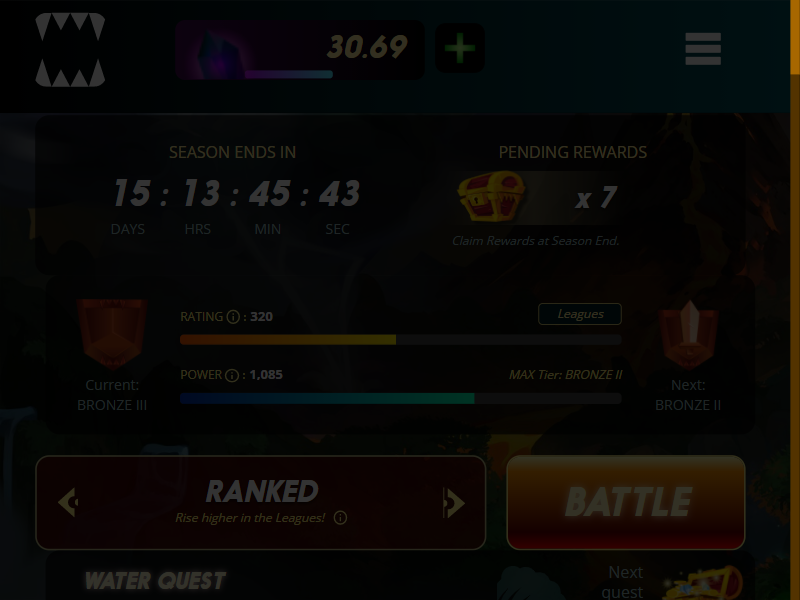 30.69
SEASON ENDS IN
15 : 13 : 45 : 43
DAYS HRS MIN SEC
PENDING REWARDS
x 7
Claim Rewards at Season End.
Current:
BRONZE III
RATING i : 320
Leagues
POWER i : 1,085
MAX Tier: BRONZE II
Next:
BRONZE II
RANKED
Rise higher in the Leagues! i
BATTLE
WATER QUEST
Next
quest